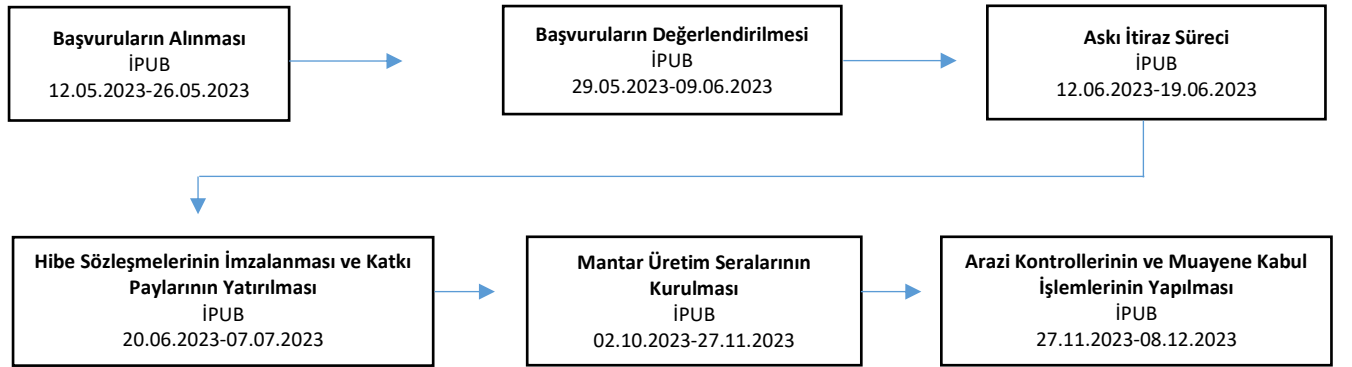 Başvuruların Alınması
İPUB
12.05.2023-26.05.2023
Başvuruların Değerlendirilmesi
İPUB
29.05.2023-09.06.2023
Askı İtiraz Süreci
İPUB
12.06.2023-19.06.2023
Hibe Sözleşmelerinin İmzalanması ve Katkı
Paylarının Yatırılması
İPUB
20.06.2023-07.07.2023
Mantar Üretim Seralarının
Kurulması
İPUB
02.10.2023-27.11.2023
Arazi Kontrollerinin ve Muayene Kabul
İşlemlerinin Yapılması
İPUB
27.11.2023-08.12.2023